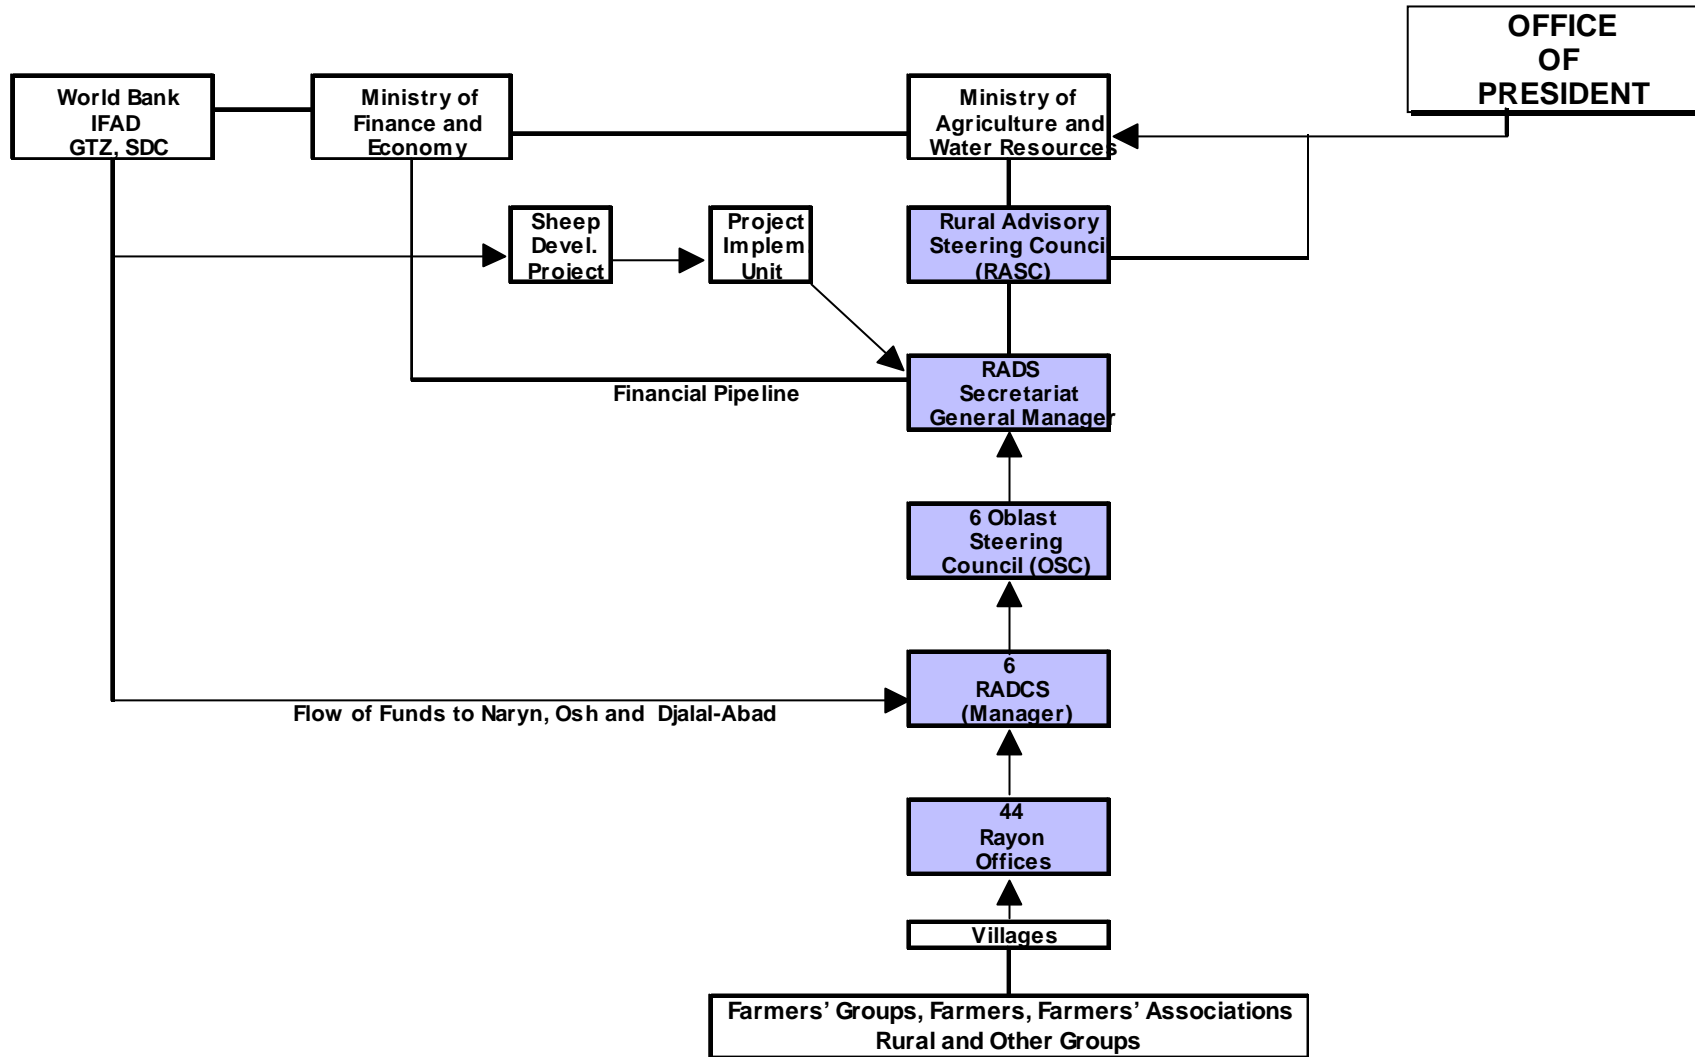 OFFICE
OF
PRESIDENT
World Bank
IFAD
GTZ, SDC
Ministry of
Finance and
Economy
Ministry of
Agriculture and
Water Resources
Sheep
Devel.
Project
Project
Implem
Unit
Rural Advisory
Steering Counci
(RASC)
RADS
Secretariat
General Manager
Financial Pipeline
6 Oblast
Steering
Council (OSC)
6
RADCS
(Manager)
Flow of Funds to Naryn, Osh and Djalal-Abad
44
Rayon
Offices
Villages
Farmers’ Groups, Farmers, Farmers’ Associations
Rural and Other Groups